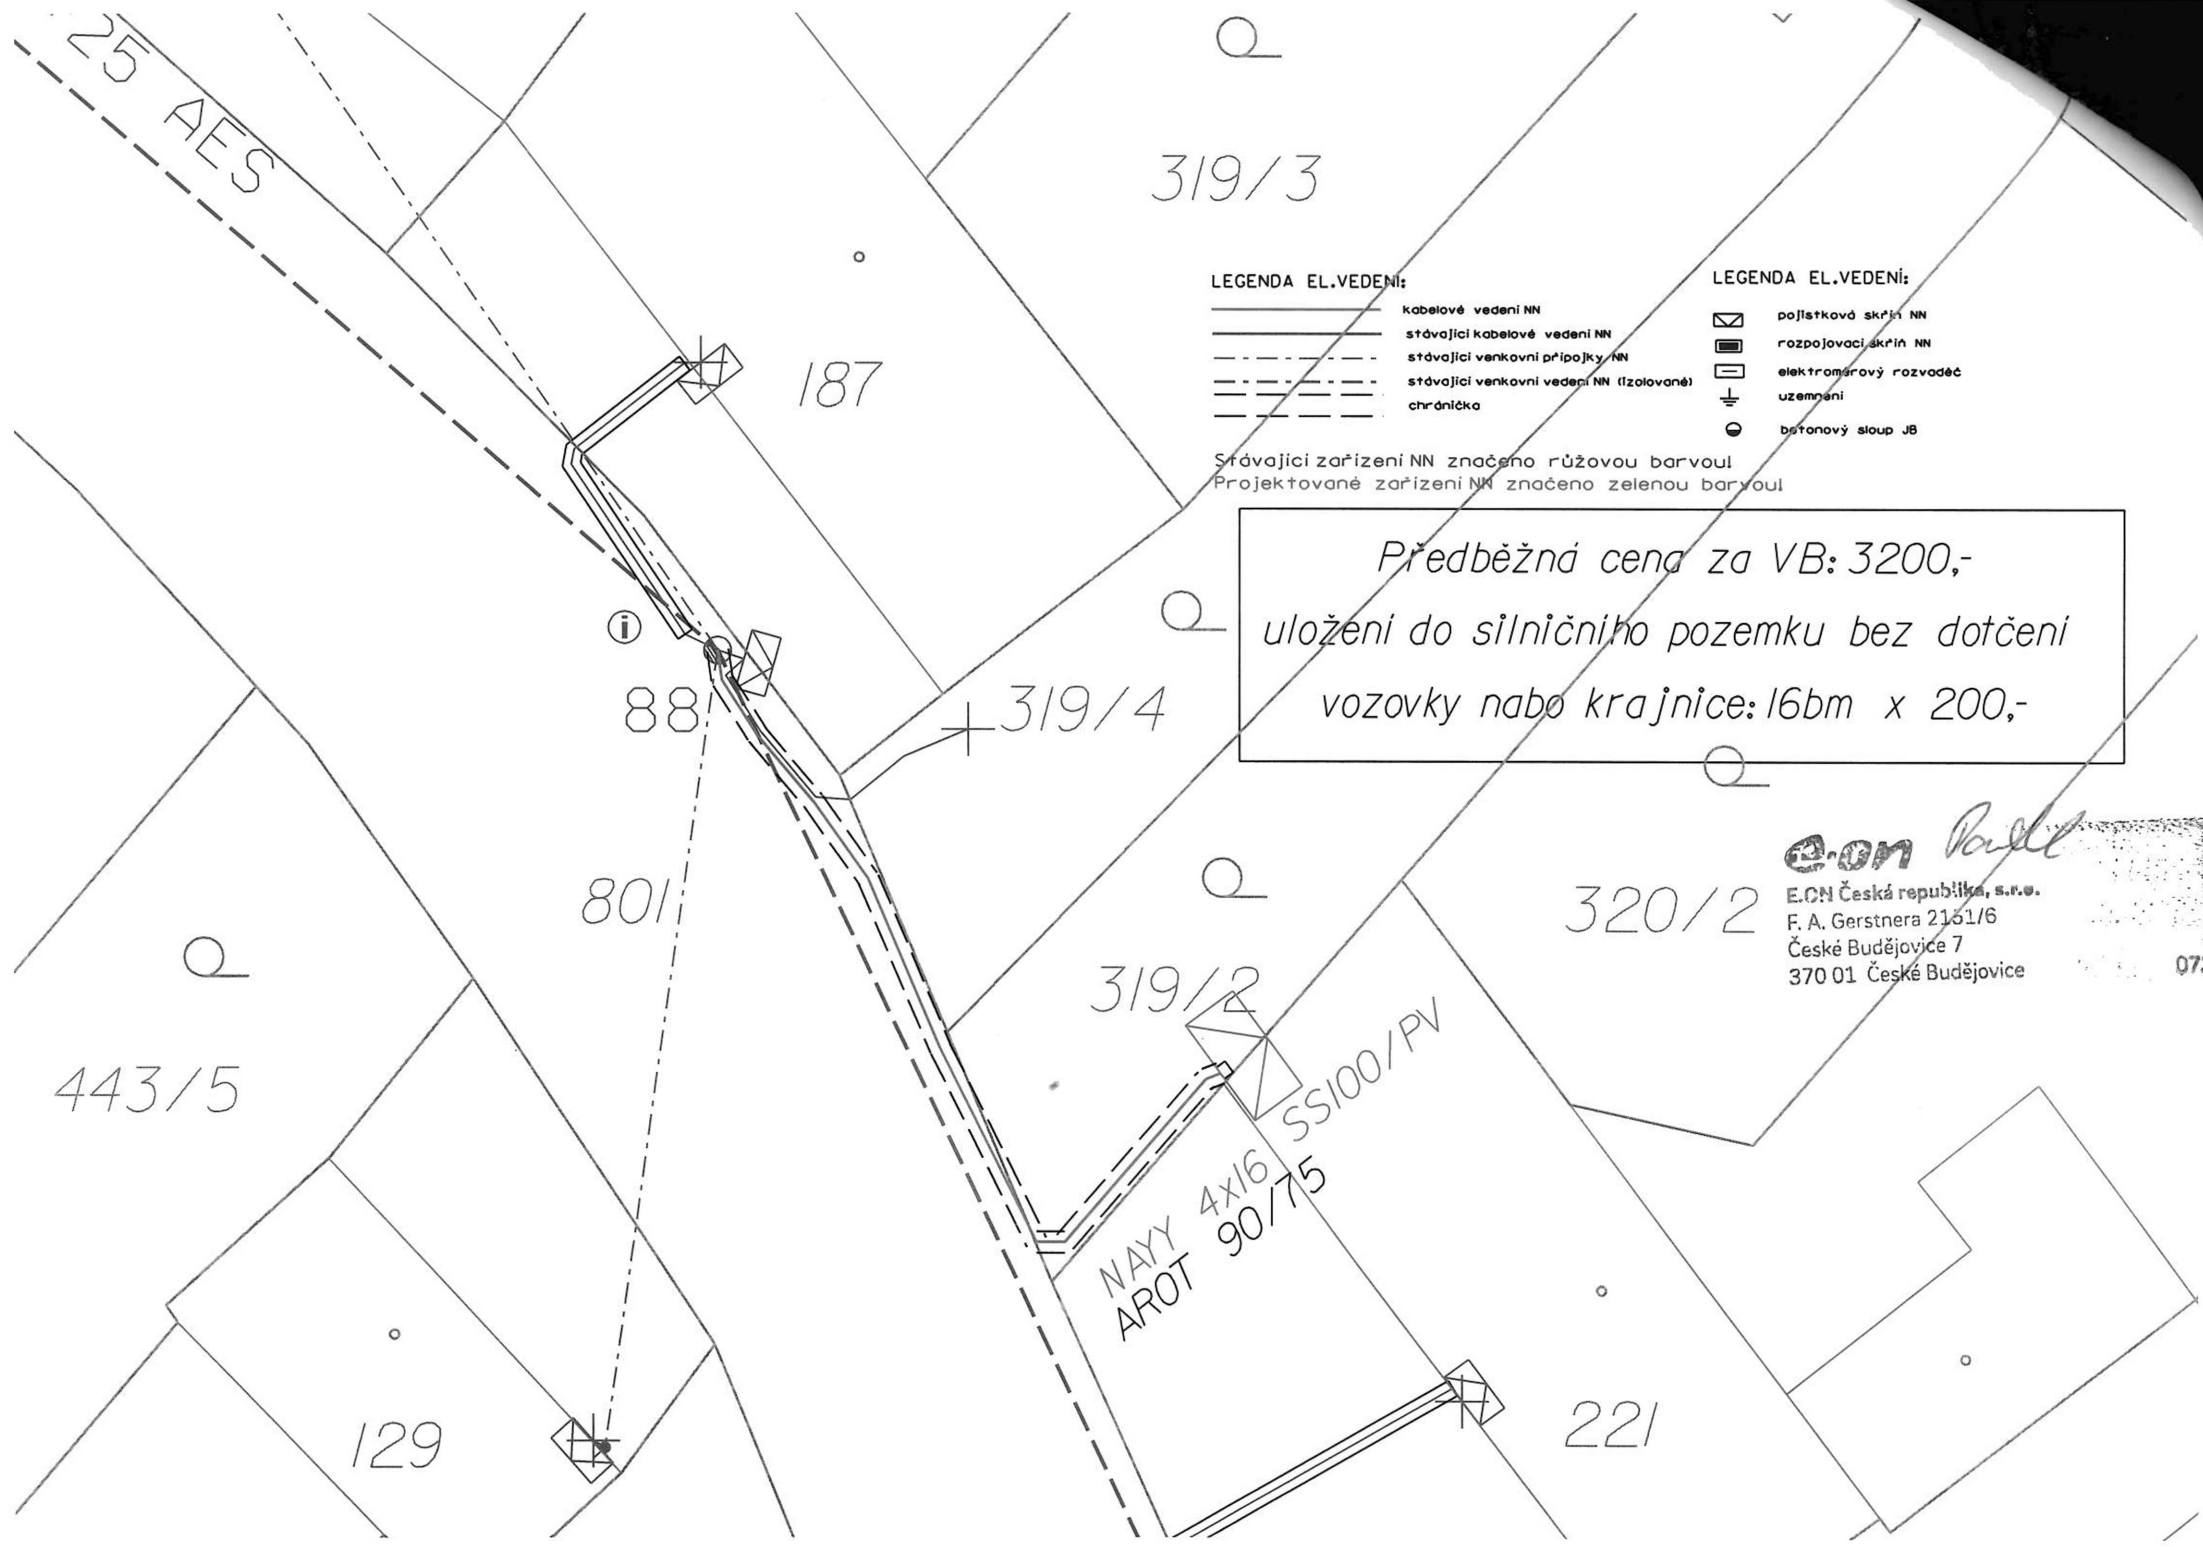 25 AES
319/3
187
LEGENDA EL.VEDENÍ:
kabelové vedení NN
stávající kabelové vedení NN
stávající venkovní přípojky NN
stávající venkovní vedení NN (izolované)
chránička
LEGENDA EL.VEDENÍ:
pojistková skříň NN
rozpojovací skříň NN
elektroměrový rozvaděč
uzemnění
betonový sloup JB
Stávající zařízení NN značeno růžovou barvou!
Projektované zařízení NN značeno zelenou barvou!
Předběžná cena za VB: 3200,-
uložení do silničního pozemku bez dotčení
vozovky nabo krajnice: 16bm x 200,-
i
88
319/4
801
320/2
e·on
E.ON Česká republika, s.r.o.
F. A. Gerstnera 2151/6
České Budějovice 7
370 01 České Budějovice
319/2
443/5
SS100/PV
NAYY 4x16
AROT 90/75
129
221